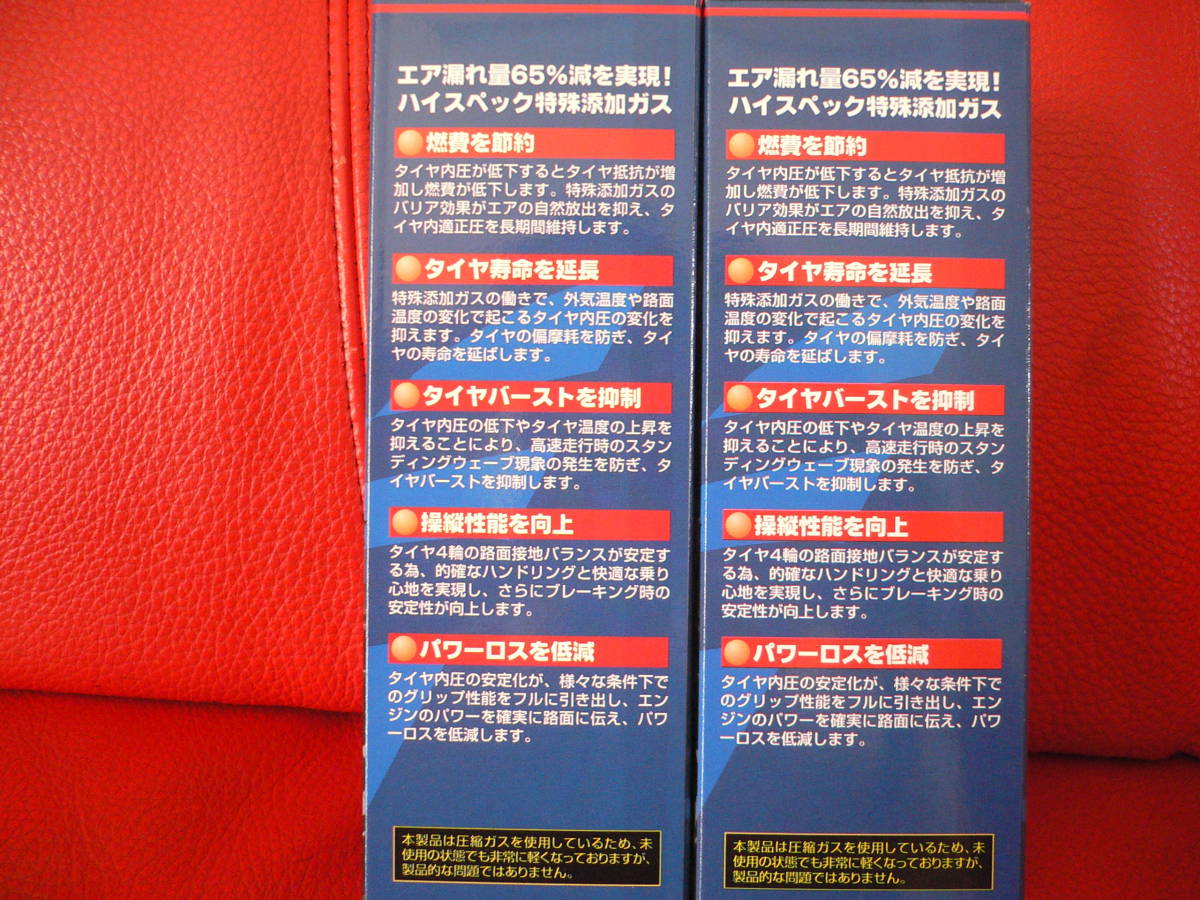 エア漏れ量65%減を実現!
ハイスペック特殊添加ガス
燃費を節約
タイヤ内圧が低下するとタイヤ抵抗が増
加し燃費が低下します。特殊添加ガスの
バリア効果がエアの自然放出を抑え、タ
イヤ内適正圧を長期間維持します。
タイヤ寿命を延長
特殊添加ガスの働きで、外気温度や路面
温度の変化で起こるタイヤ内圧の変化を
抑えます。タイヤの偏摩耗を防ぎ、タイ
ヤの寿命を延ばします。
タイヤバーストを抑制
タイヤ内圧の低下やタイヤ温度の上昇を
抑えることにより、高速走行時のスタン
ディングウェーブ現象の発生を防ぎ、タ
イヤバーストを抑制します。
操縦性能を向上
タイヤ4輪の路面接地バランスが安定す
る為、的確なハンドリングと快適な乗り
心地を実現し、さらにブレーキング時の
安定性が向上します。
パワーロスを低減
タイヤ内圧の安定化が、様々な条件下で
のグリップ性能をフルに引き出し、エン
ジンのパワーを確実に路面に伝え、パワ
ーロスを低減します。
本製品は圧縮ガスを使用しているため、未
使用の状態でも非常に軽くなっておりますが、
製品的な問題ではありません。
エア漏れ量65%減を実現!
ハイスペック特殊添加ガス
燃費を節約
タイヤ内圧が低下するとタイヤ抵抗が増
加し燃費が低下します。特殊添加ガスの
バリア効果がエアの自然放出を抑え、タ
イヤ内適正圧を長期間維持します。
タイヤ寿命を延長
特殊添加ガスの働きで、外気温度や路面
温度の変化で起こるタイヤ内圧の変化を
抑えます。タイヤの偏摩耗を防ぎ、タイ
ヤの寿命を延ばします。
タイヤバーストを抑制
タイヤ内圧の低下やタイヤ温度の上昇を
抑えることにより、高速走行時のスタン
ディングウェーブ現象の発生を防ぎ、タ
イヤバーストを抑制します。
操縦性能を向上
タイヤ4輪の路面接地バランスが安定す
る為、的確なハンドリングと快適な乗り
心地を実現し、さらにブレーキング時の
安定性が向上します。
パワーロスを低減
タイヤ内圧の安定化が、様々な条件下で
のグリップ性能をフルに引き出し、エン
ジンのパワーを確実に路面に伝え、パワ
ーロスを低減します。
本製品は圧縮ガスを使用しているため、未
使用の状態でも非常に軽くなっておりますが、
製品的な問題ではありません。